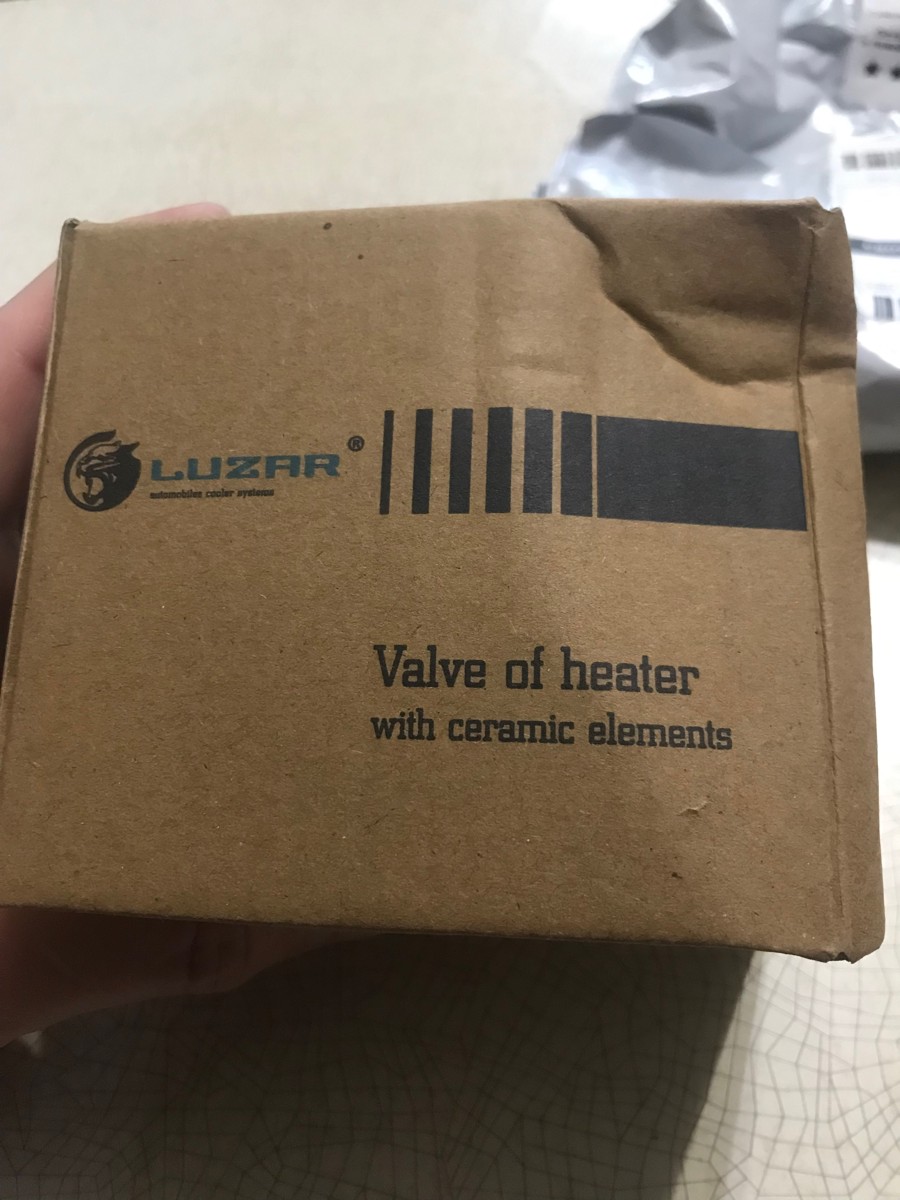 LUZAR®
automobiles cooler systems
Valve of heater
with ceramic elements